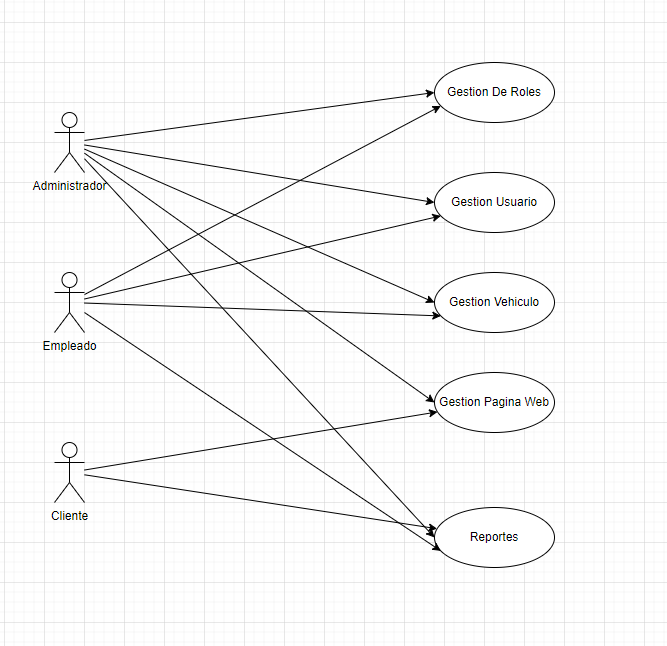 Gestion De Roles
Administrador
Gestion Usuario
Gestion Vehiculo
Empleado
Gestion Pagina Web
Cliente
Reportes